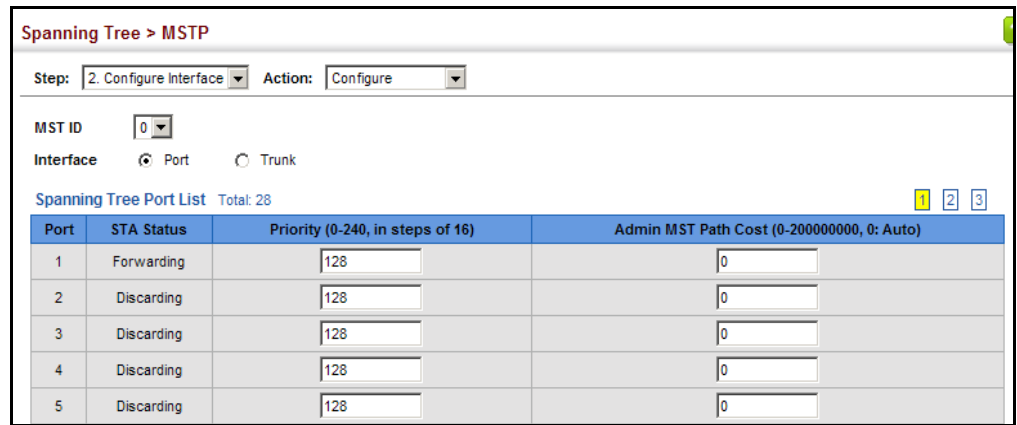 Spanning Tree > MSTP
Step: 2. Configure Interface Action: Configure
MST ID 0
Interface Port Trunk
Spanning Tree Port List Total: 28 1 2 3
Port STA Status Priority (0-240, in steps of 16) Admin MST Path Cost (0-200000000, 0: Auto)
1 Forwarding 128 0
2 Discarding 128 0
3 Discarding 128 0
4 Discarding 128 0
5 Discarding 128 0